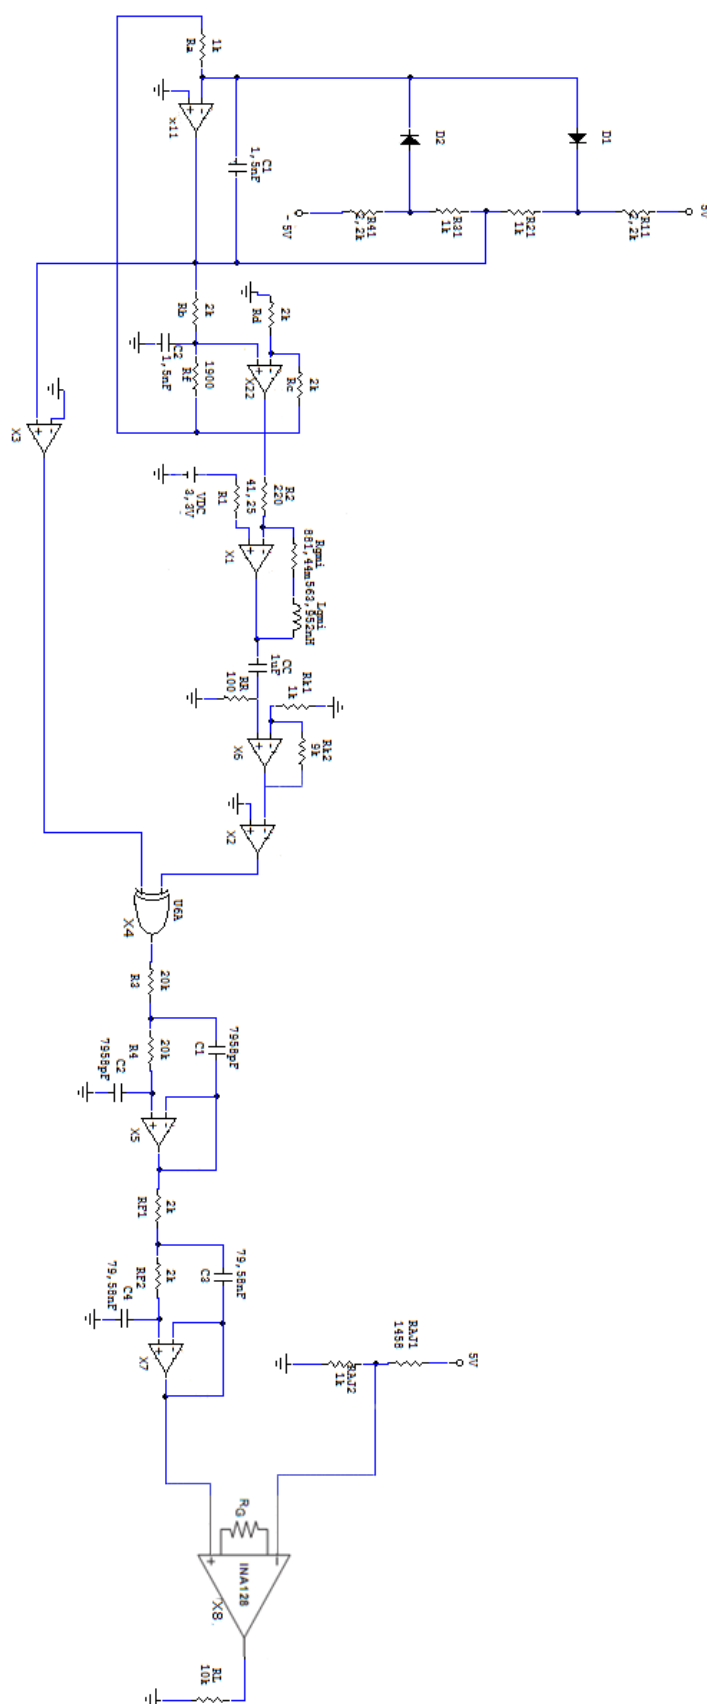 1k
Ra
x11
C1
1,5nF
D2
D1
5V
-5V
R41
2,2k
R31
1k
R21
1k
R11
2,2k
2k
Rb
2k
Rd
C2
1,5nF
1900
Rf
X22
2k
Rc
X3
VDC
3,3V
R1
41,25
R2
220
X1
Rgmi
881,44m
Lgmi
563,952nH
CC
1uF
RR
100
Rk1
1k
X6
Rk2
9k
X2
U6A
X4
20k
R3
20k
R4
C2
7958pF
C1
7958pF
X5
2k
RF1
2k
RF2
C4
79,58nF
C3
79,58nF
X7
RAJ1
1458
5V
RAJ2
1k
RG
INA128
X8
RL
10k